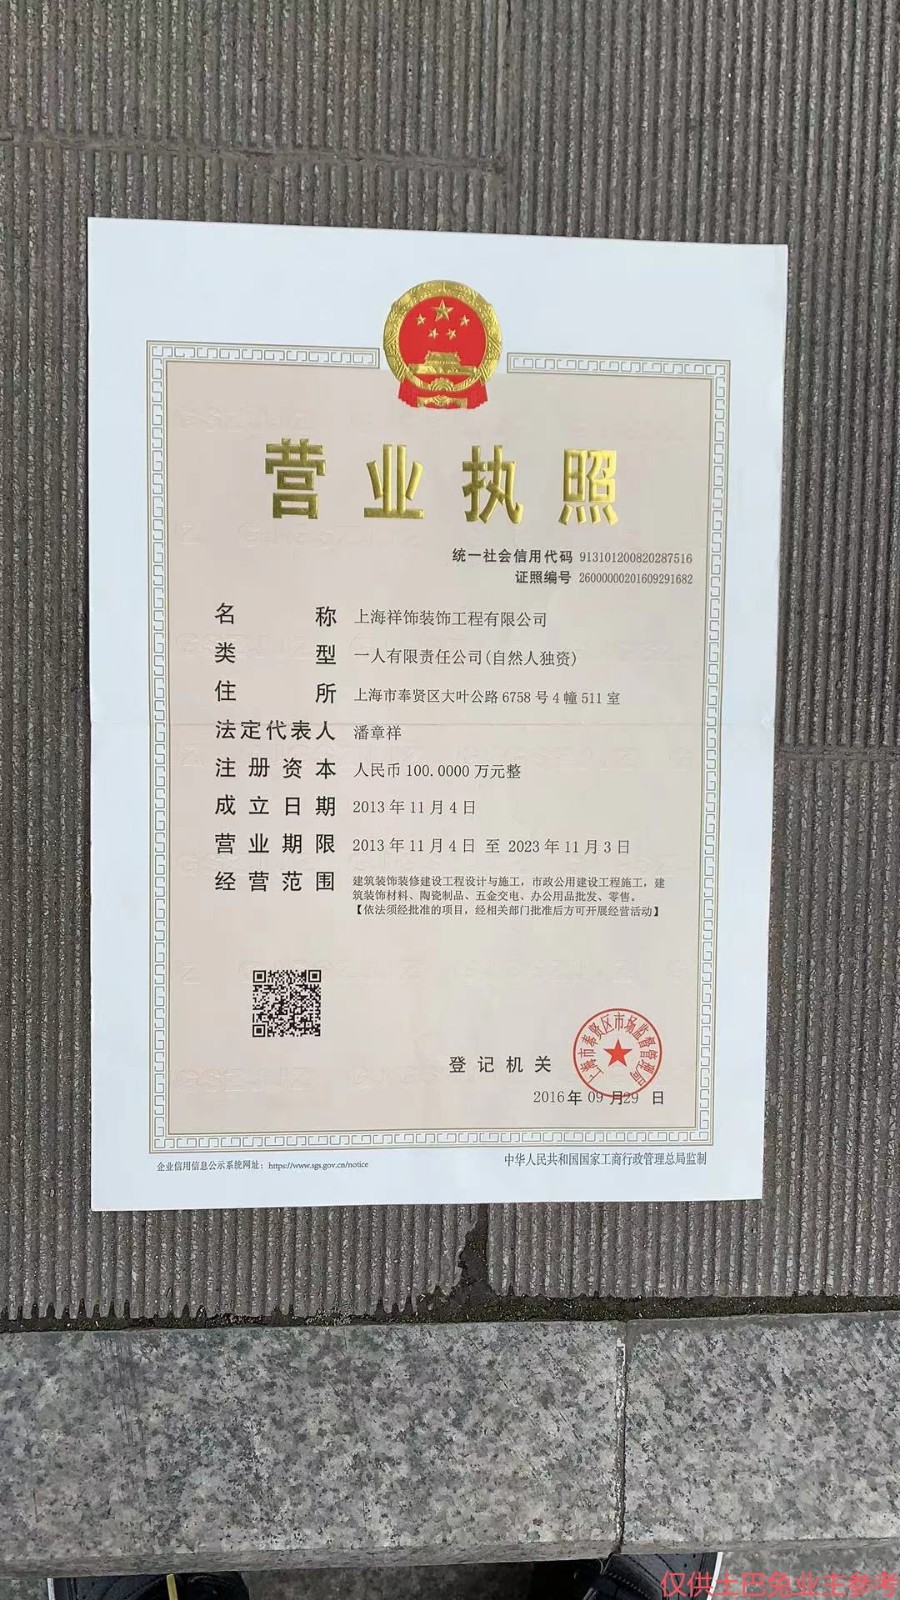 营业执照
统一社会信用代码 913101200820287516
证照编号 26000000201609291682
名称 上海祥饰装饰工程有限公司
类型 一人有限责任公司(自然人独资)
住所 上海市奉贤区大叶公路6758号4幢511室
法定代表人 潘章祥
注册资本 人民币100.0000万元整
成立日期 2013年11月4日
营业期限 2013年11月4日 至 2023年11月3日
经营范围 建筑装饰装修建设工程设计与施工，市政公用建设工程施工，建
筑装饰材料、陶瓷制品、五金交电、办公用品批发、零售。
【依法须经批准的项目，经相关部门批准后方可开展经营活动】
上海市奉贤区市场监督管理局
登记机关
2016年09月29日
企业信用信息公示系统网址：https://www.sgs.gov.cn/notice
中华人民共和国国家工商行政管理总局监制
仅供土巴兔业主参考